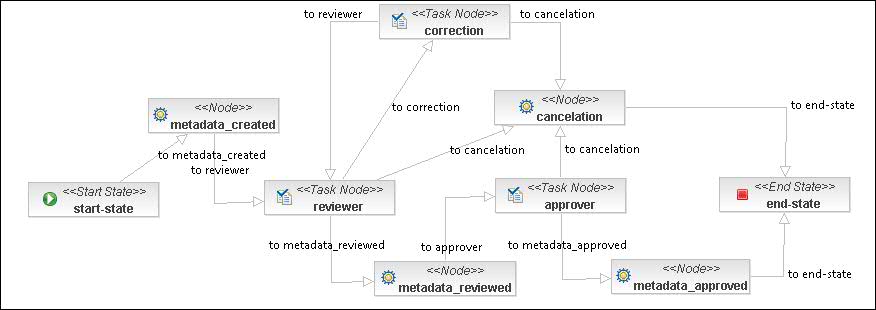 <<Task Node>>
correction
to reviewer
to cancelation
<<Node>>
metadata_created
to correction
<<Node>>
cancelation
to end-state
to metadata_created
to reviewer
to cancelation
to cancelation
<<Start State>>
start-state
<<Task Node>>
reviewer
<<Task Node>>
approver
<<End State>>
end-state
to metadata_reviewed
to approver
to metadata_approved
<<Node>>
metadata_reviewed
<<Node>>
metadata_approved
to end-state